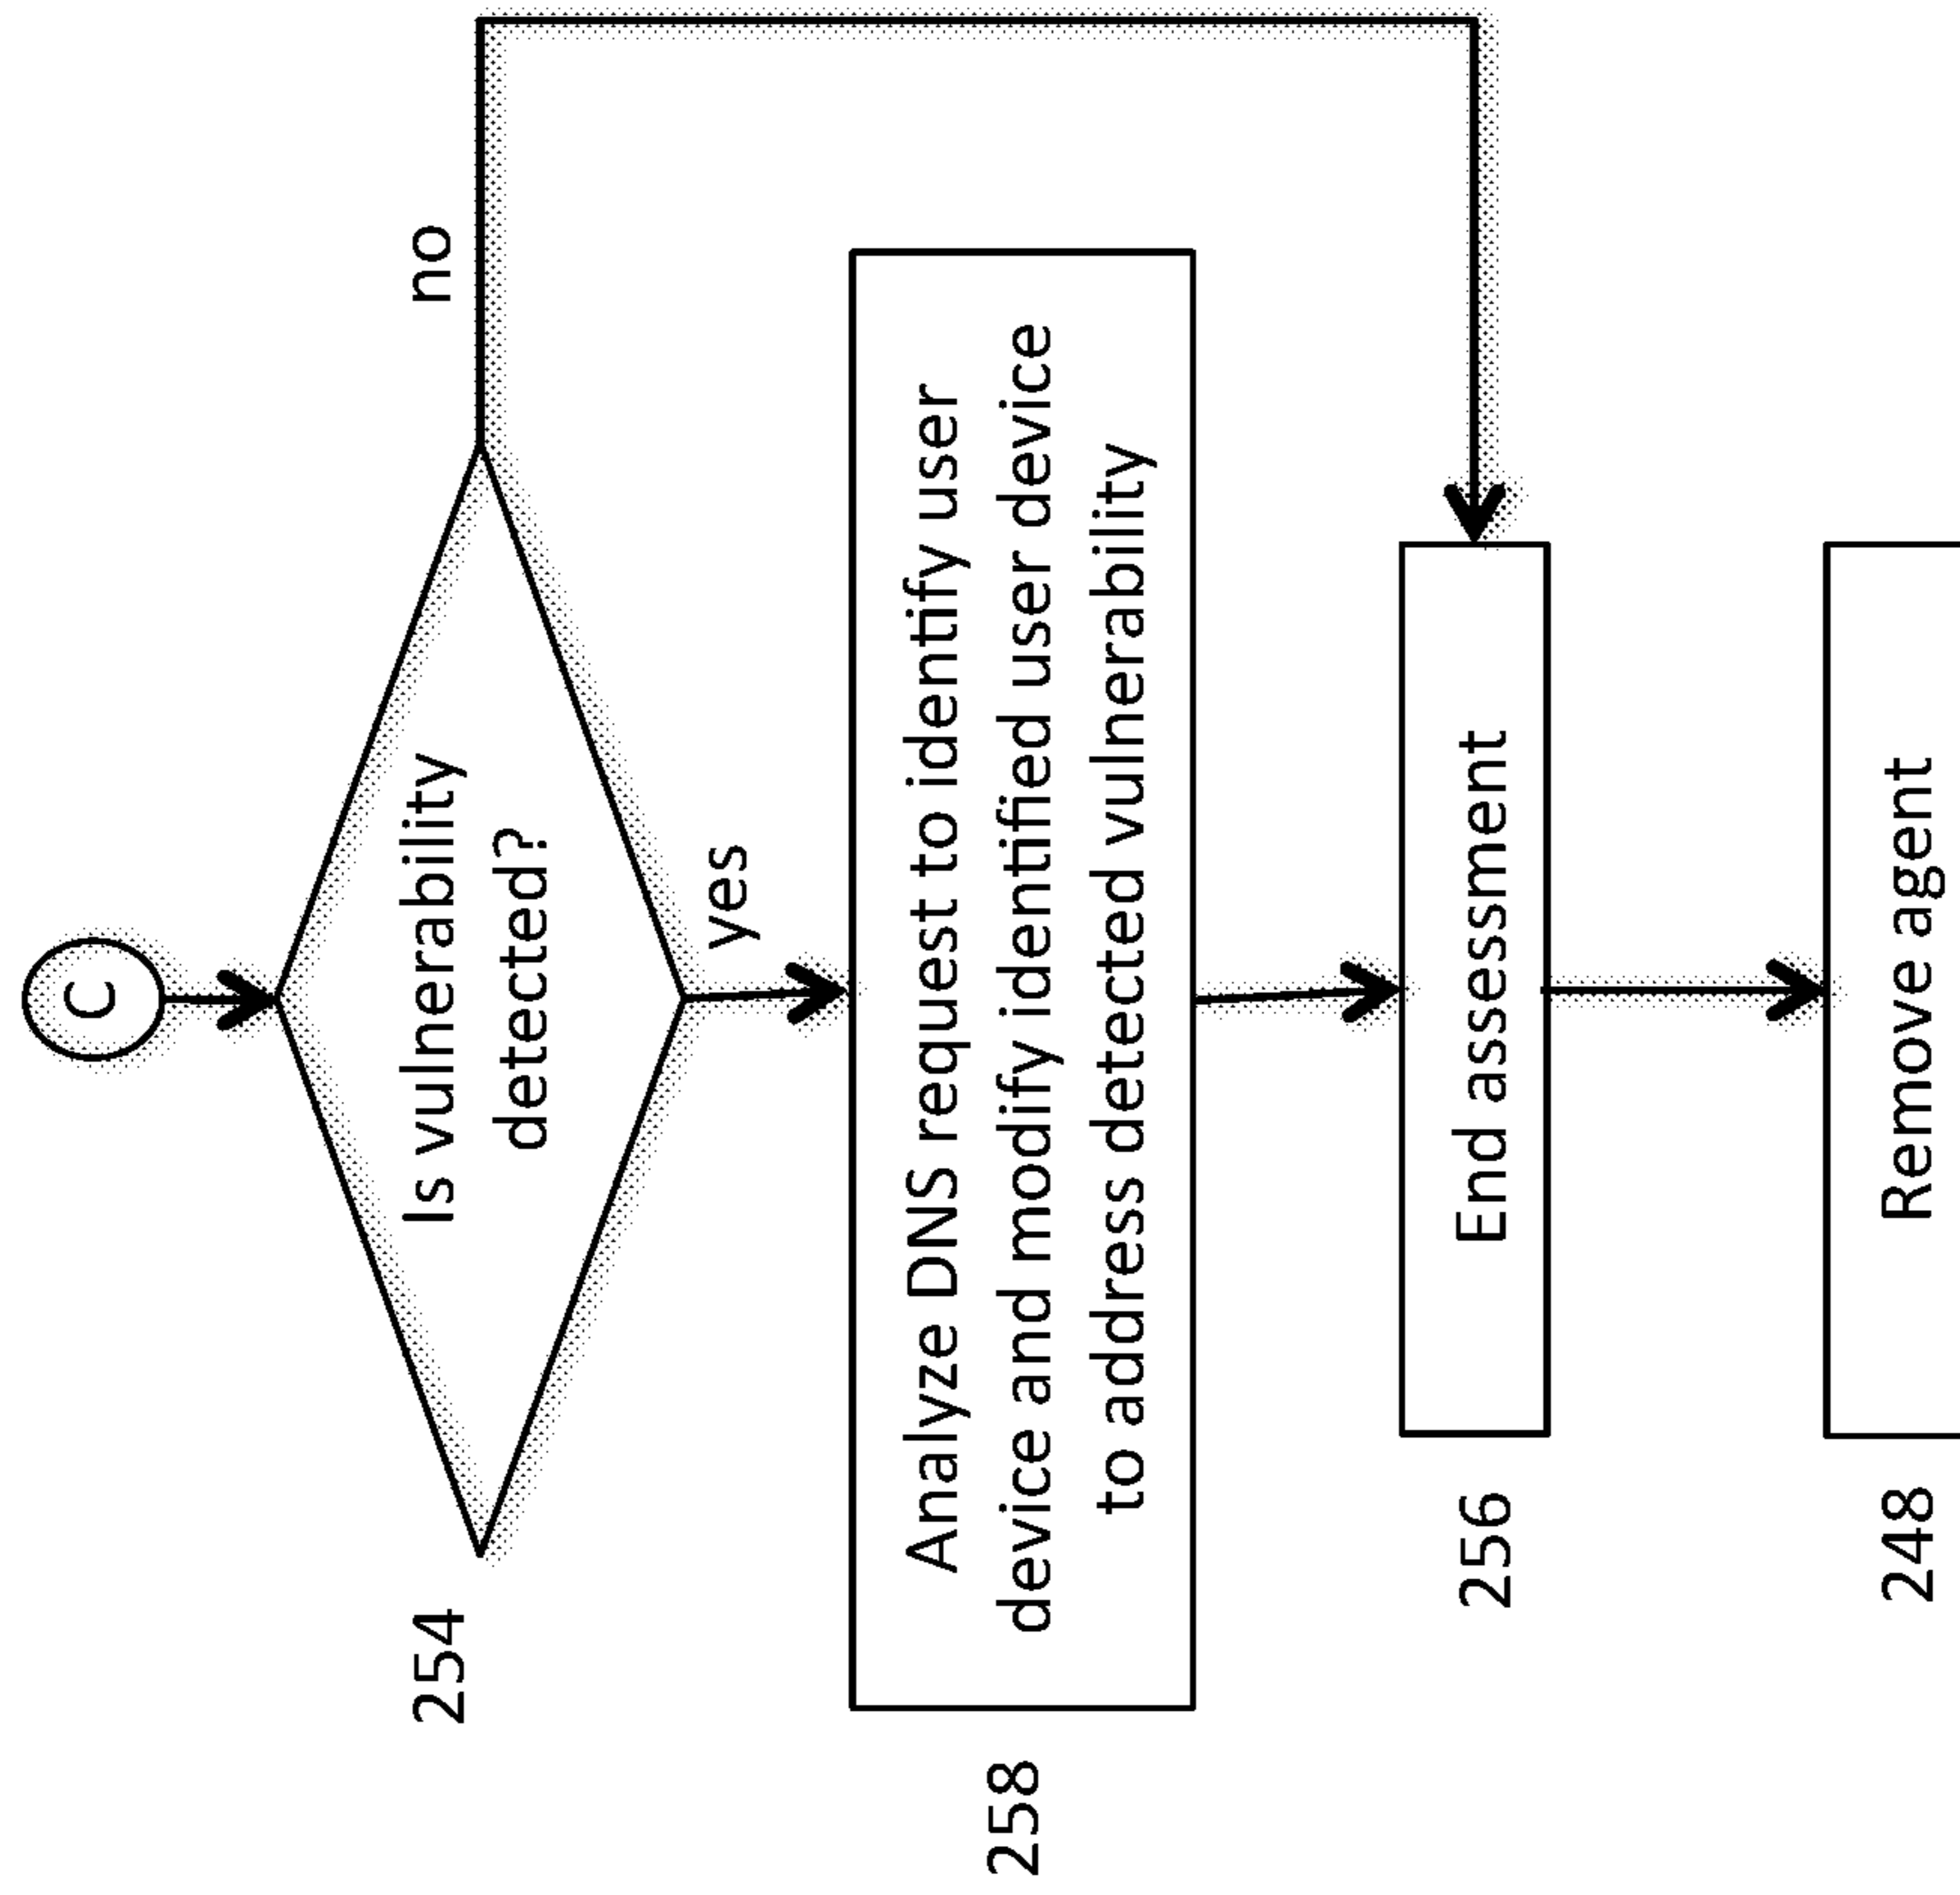 C
254
Is vulnerability
detected?
no
yes
258
Analyze DNS request to identify user
device and modify identified user device
to address detected vulnerability
256
End assessment
248
Remove agent